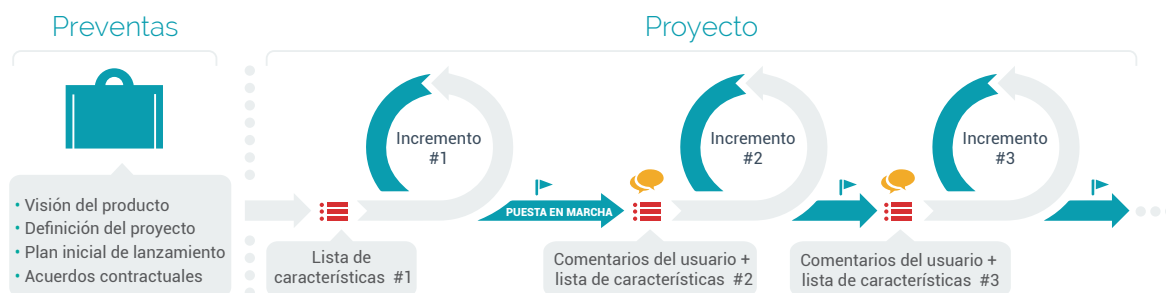 Preventas
Proyecto
Incremento
#1
Incremento
#2
Incremento
#3
• Visión del producto
• Definición del proyecto
• Plan inicial de lanzamiento
• Acuerdos contractuales
PUESTA EN MARCHA
Lista de
características #1
Comentarios del usuario +
lista de características #2
Comentarios del usuario +
lista de características #3